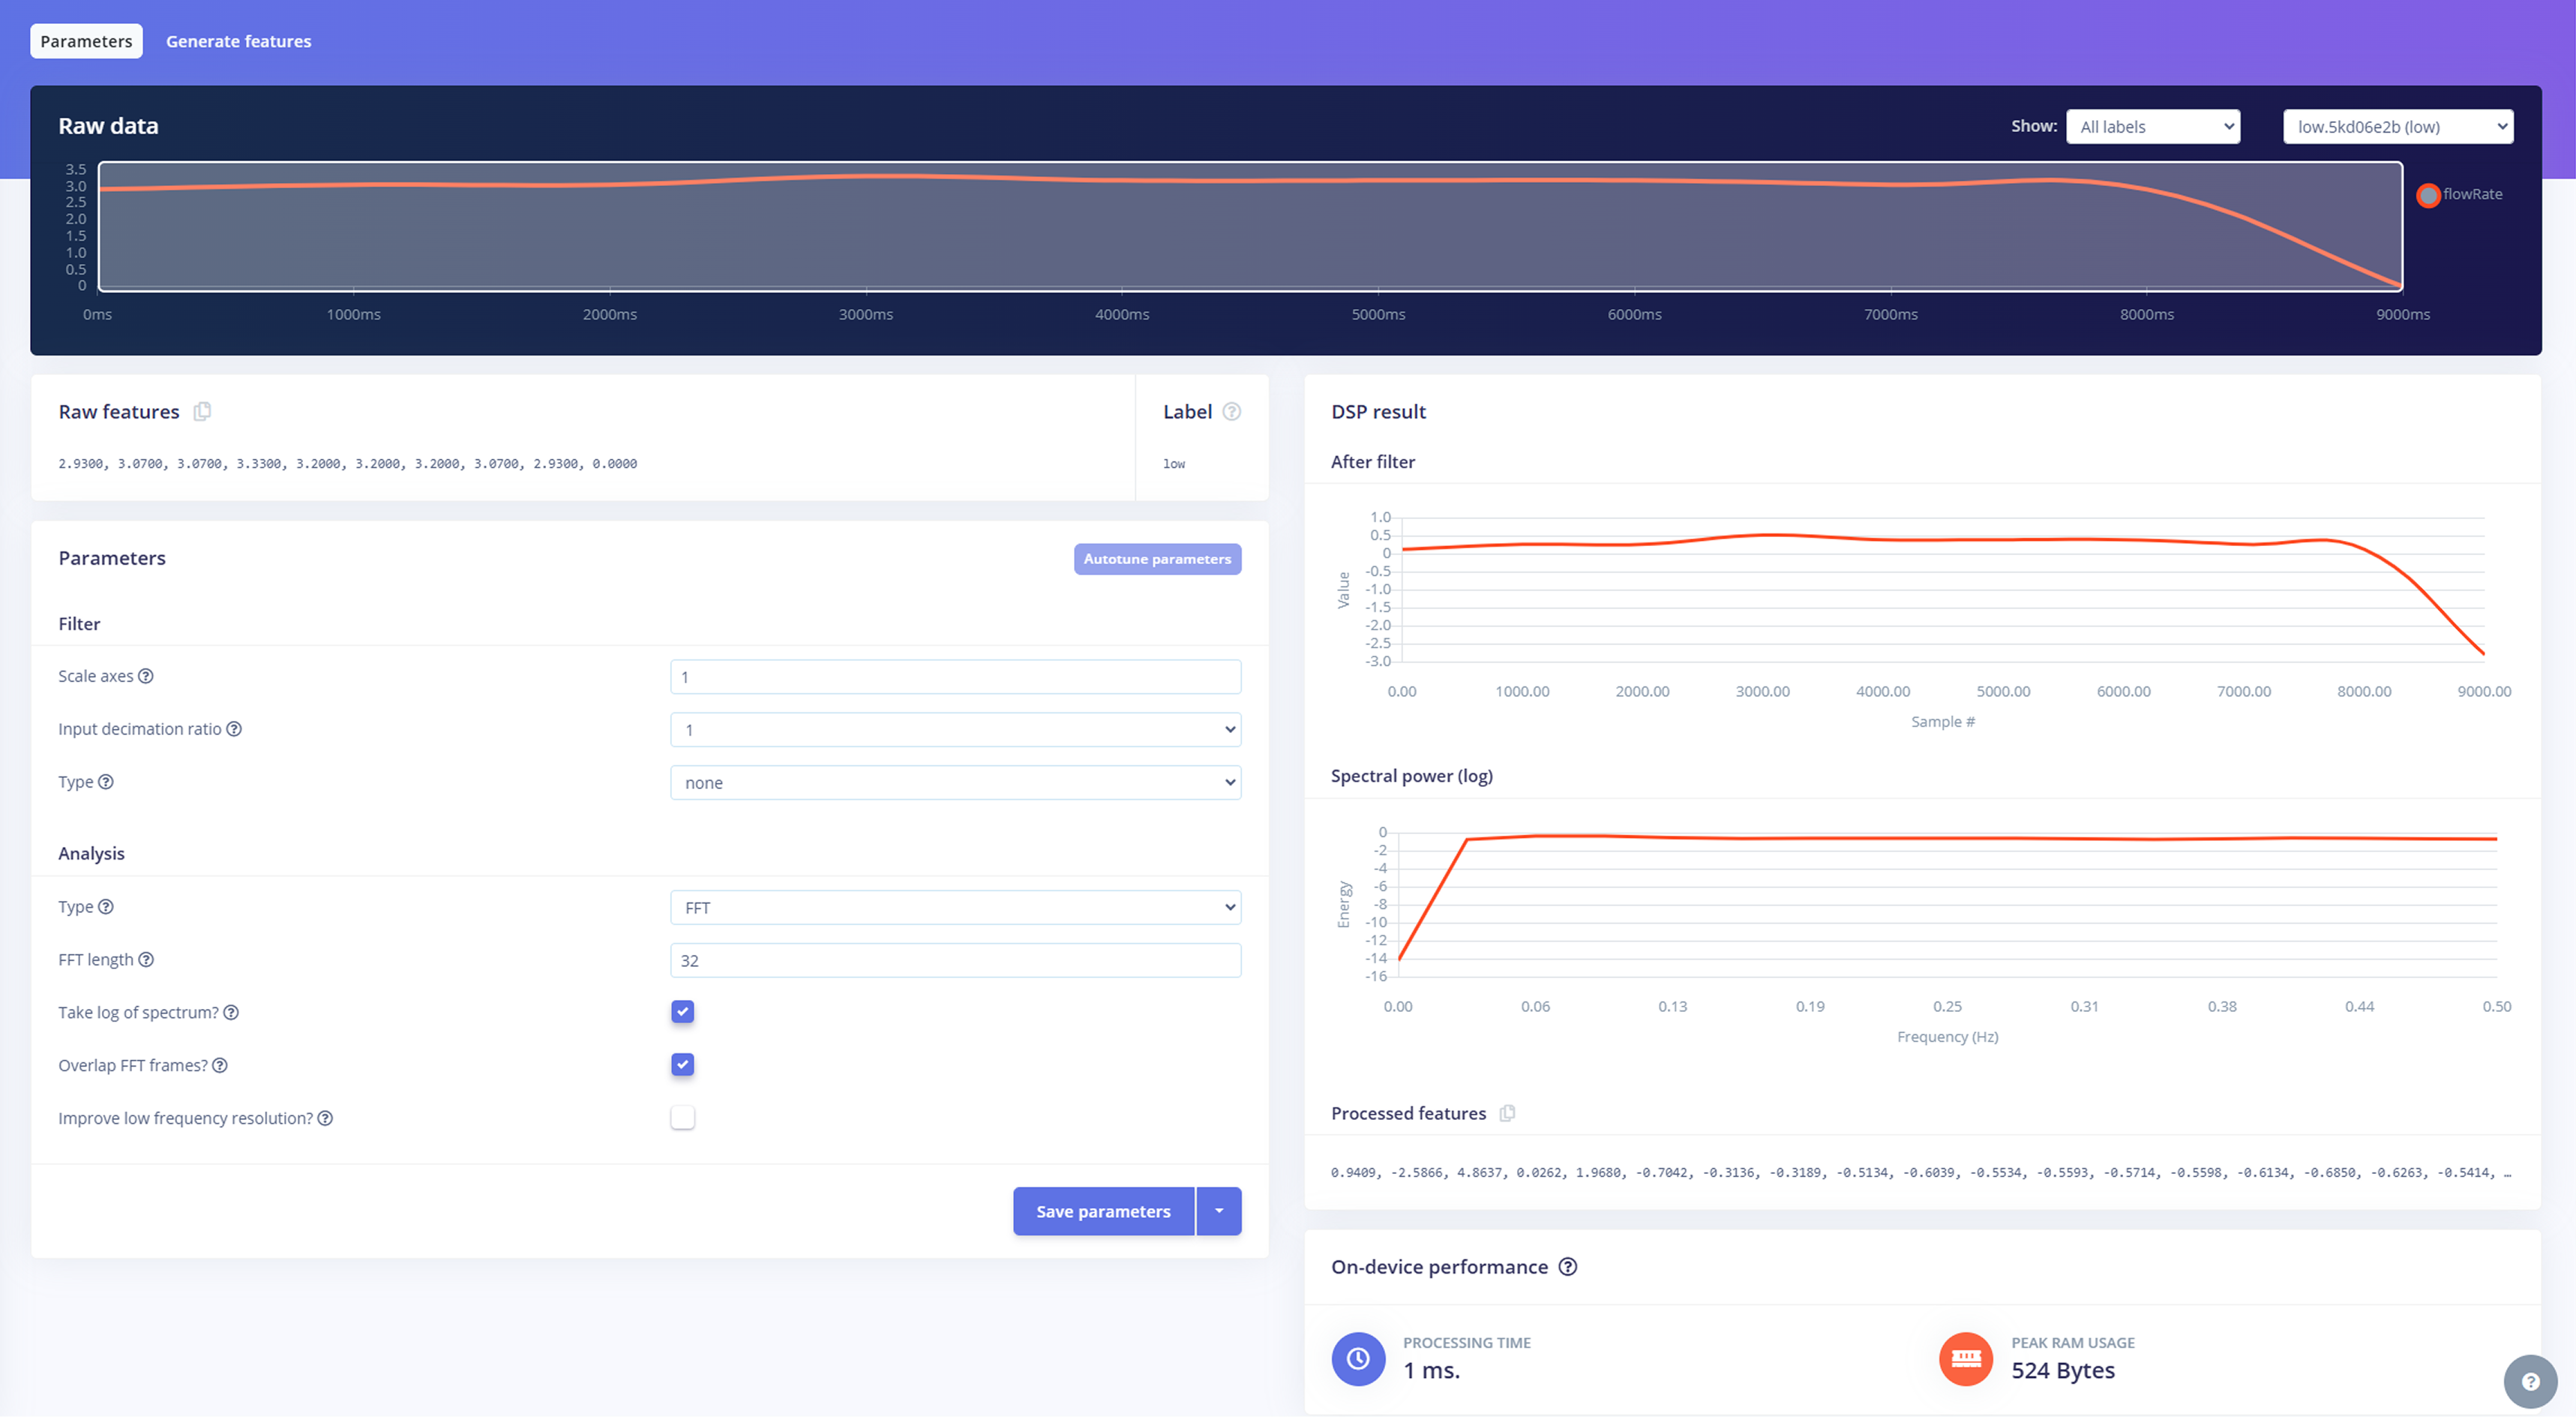 Parameters
Generate features
Raw data
Show:
All labels
low.5kd06e2b (low)
3.5
3.0
2.5
2.0
1.5
1.0
0.5
0
0ms 1000ms 2000ms 3000ms 4000ms 5000ms 6000ms 7000ms 8000ms 9000ms
flowRate
Raw features
2.9300, 3.0700, 3.0700, 3.3300, 3.2000, 3.2000, 3.2000, 3.0700, 2.9300, 0.0000
Label
low
Parameters
Autotune parameters
Filter
Scale axes
1
Input decimation ratio
1
Type
none
Analysis
Type
FFT
FFT length
32
Take log of spectrum?
Overlap FFT frames?
Improve low frequency resolution?
Save parameters
DSP result
After filter
1.0
0.5
0
-0.5
-1.0
-1.5
-2.0
-2.5
-3.0
Value
0.00 1000.00 2000.00 3000.00 4000.00 5000.00 6000.00 7000.00 8000.00 9000.00
Sample #
Spectral power (log)
0
-2
-4
-6
-8
-10
-12
-14
-16
Energy
0.00 0.06 0.13 0.19 0.25 0.31 0.38 0.44 0.50
Frequency (Hz)
Processed features
0.9409, -2.5866, 4.8637, 0.0262, 1.9680, -0.7042, -0.3136, -0.3189, -0.5134, -0.6039, -0.5534, -0.5593, -0.5714, -0.5598, -0.6134, -0.6850, -0.6263, -0.5414, …
On-device performance
PROCESSING TIME
1 ms.
PEAK RAM USAGE
524 Bytes